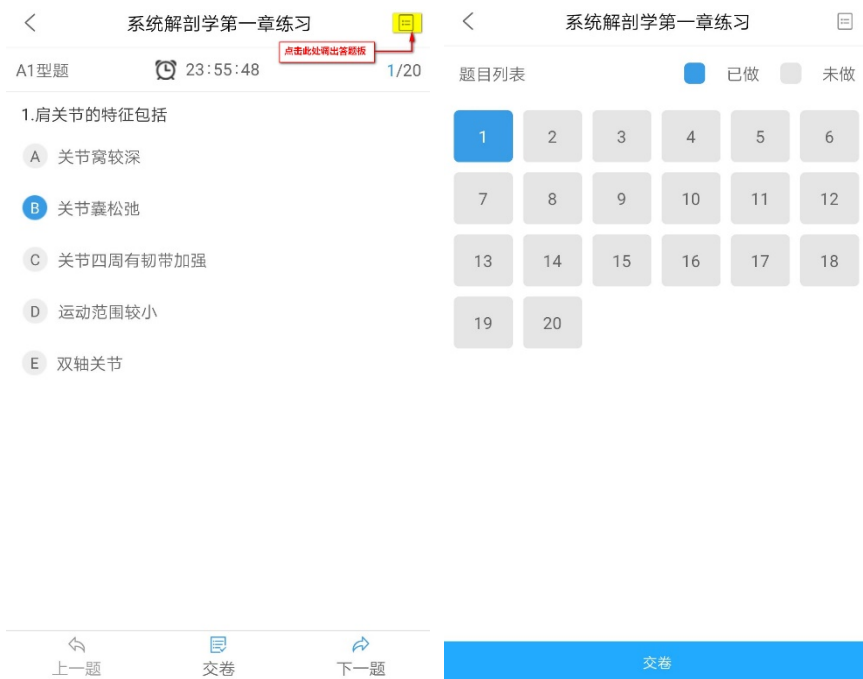 系统解剖学第一章练习
点击此处调出答题板
A1型题
23:55:48
1/20
1.肩关节的特征包括
A 关节窝较深
B 关节囊松弛
C 关节四周有韧带加强
D 运动范围较小
E 双轴关节
上一题 交卷 下一题
系统解剖学第一章练习
题目列表 已做 未做
1 2 3 4 5 6
7 8 9 10 11 12
13 14 15 16 17 18
19 20
交卷